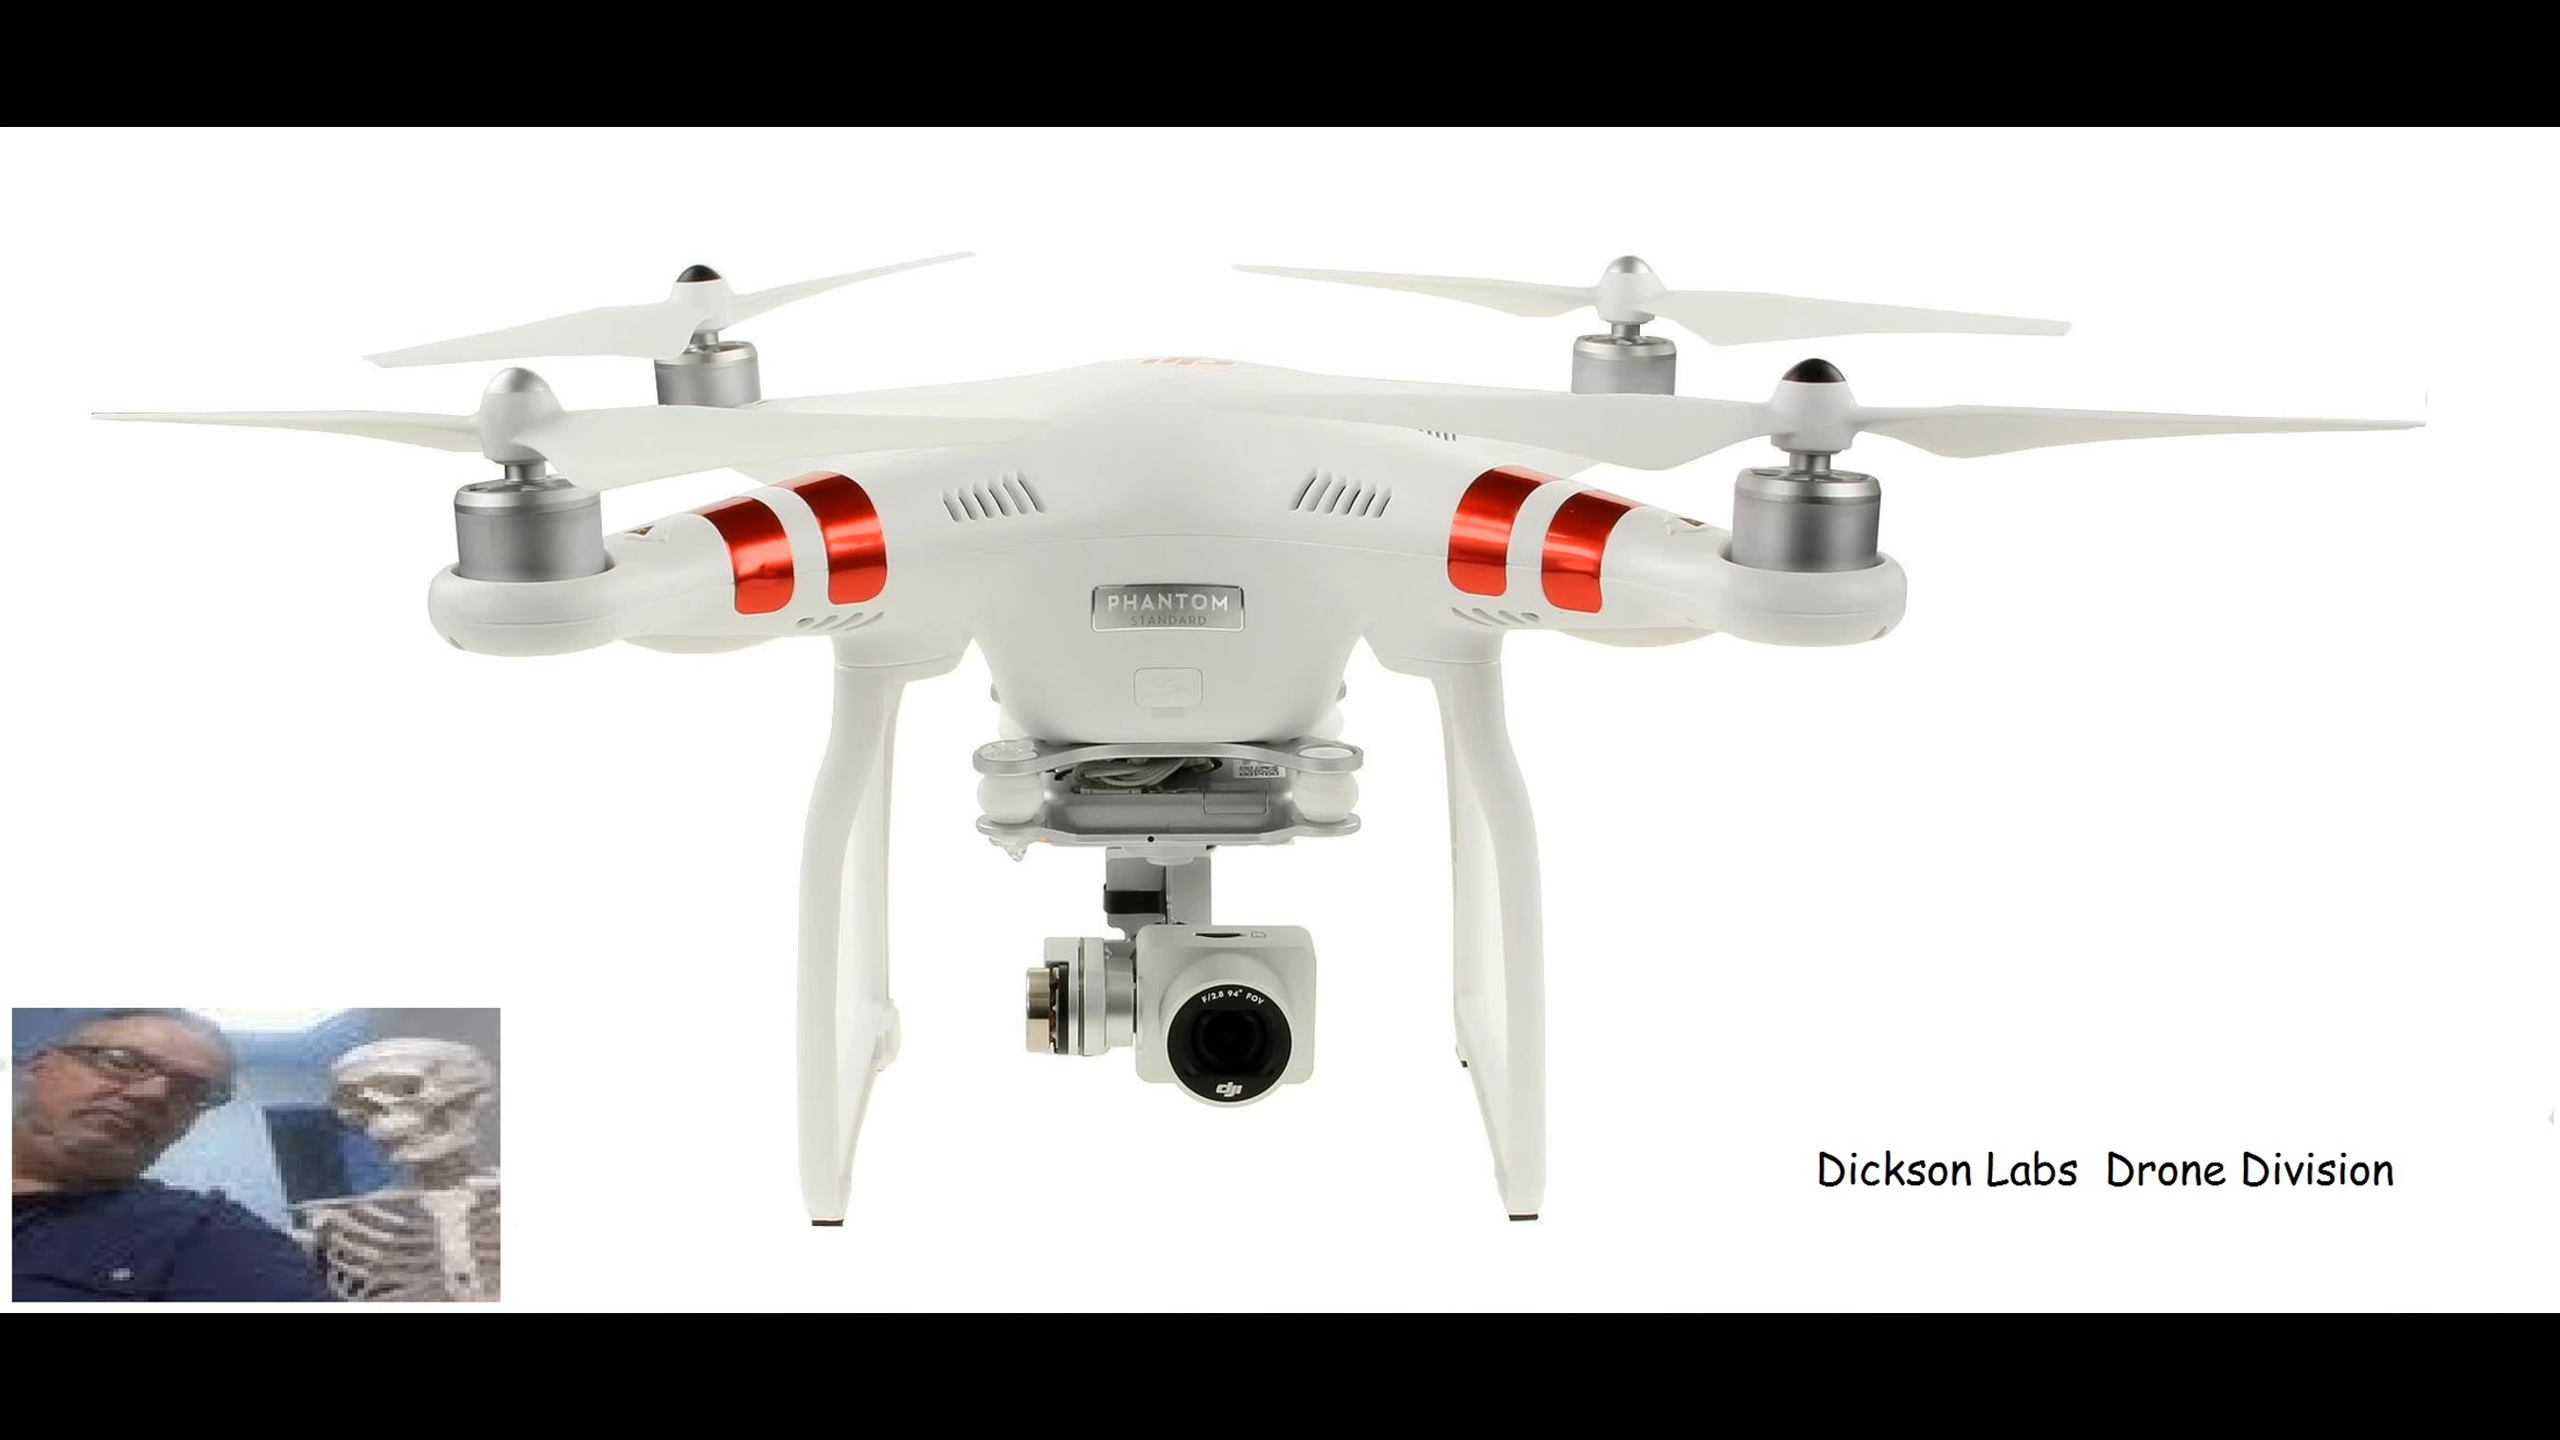 PHANTOM
STANDARD
F/2.8 94° FOV
dji
Dickson Labs  Drone Division